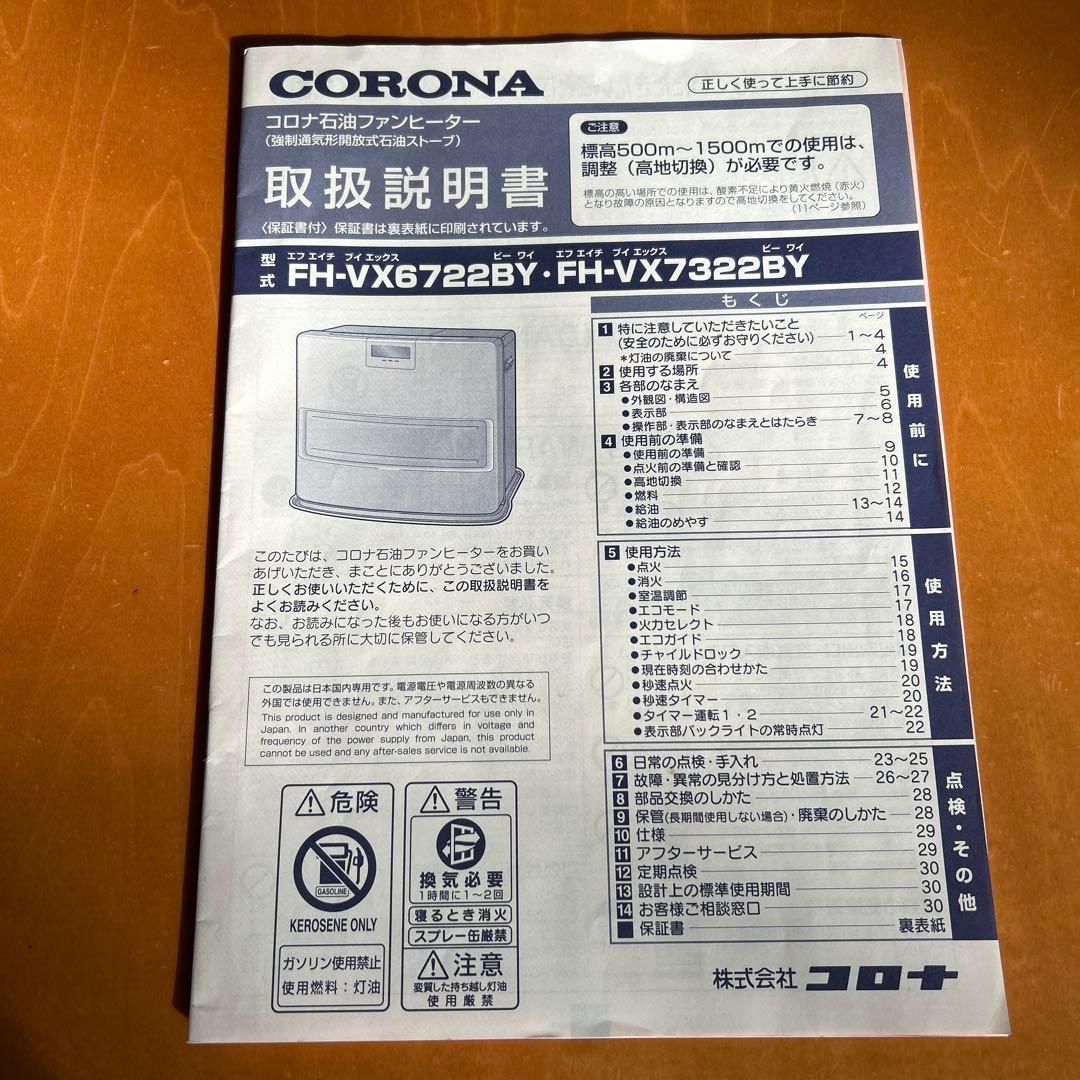 CORONA
正しく使って上手に節約
コロナ石油ファンヒーター
(強制通気形開放式石油ストーブ)
取扱説明書
〈保証書付〉保証書は裏表紙に印刷されています。
ご注意
標高500m～1500mでの使用は、
調整（高地切換）が必要です。
標高の高い場所での使用は、酸素不足により黄火燃焼（赤火）
となり故障の原因となりますので高地切換をしてください。
（11ページ参照）
エフ エイチ ブイ エックス ビー ワイ エフ エイチ ブイ エックス ビー ワイ
型式 FH-VX6722BY・FH-VX7322BY
もくじ
ページ
1 特に注意していただきたいこと
(安全のために必ずお守りください) 1～4
＊灯油の廃棄について 4
2 使用する場所 4
3 各部のなまえ
●外観図・構造図 5
●表示部 6
●操作部・表示部のなまえとはたらき 7～8
4 使用前の準備
●使用前の準備 9
●点火前の準備と確認 10
●高地切換 11
●燃料 12
●給油 13～14
●給油のめやす 14
使用前に
5 使用方法
●点火 15
●消火 16
●室温調節 17
●エコモード 17
●火力セレクト 18
●エコガイド 18
●チャイルドロック 19
●現在時刻の合わせかた 19
●秒速点火 20
●秒速タイマー 20
●タイマー運転1・2 21～22
●表示部バックライトの常時点灯 22
使用方法
6 日常の点検・手入れ 23～25
7 故障・異常の見分け方と処置方法 26～27
8 部品交換のしかた 28
9 保管(長期間使用しない場合)・廃棄のしかた 28
10 仕様 29
11 アフターサービス 29
12 定期点検 30
13 設計上の標準使用期間 30
14 お客様ご相談窓口 30
■ 保証書 裏表紙
点検・その他
このたびは、コロナ石油ファンヒーターをお買い
あげいただき、まことにありがとうございました。
正しくお使いいただくために、この取扱説明書を
よくお読みください。
なお、お読みになった後もお使いになる方がいつ
でも見られる所に大切に保管してください。
この製品は日本国内専用です。電源電圧や電源周波数の異なる
外国では使用できません。また、アフターサービスもできません。
This product is designed and manufactured for use only in
Japan. In another country which differs in voltage and
frequency of the power supply from Japan, this product
cannot be used and any after-sales service is not available.
危険
GASOLINE
KEROSENE ONLY
ガソリン使用禁止
使用燃料：灯油
警告
換気必要
1時間に1～2回
寝るとき消火
スプレー缶厳禁
注意
変質した持ち越し灯油
使用厳禁
株式会社 コロナ